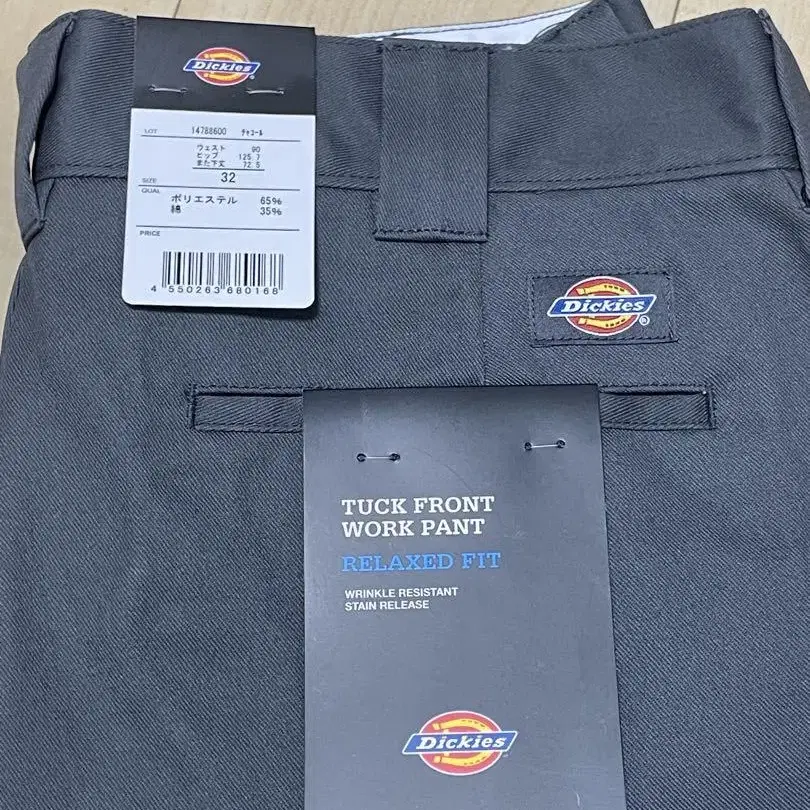 Dickies
LOT 14788600 チャコール
ウェスト 90
ヒップ 125.7
また下丈 72.5
SIZE 32
QUAL ポリエステル 65%
綿 35%
PRICE
4 550263 680168
Dickies
®
TUCK FRONT
WORK PANT
RELAXED FIT
WRINKLE RESISTANT
STAIN RELEASE
Dickies